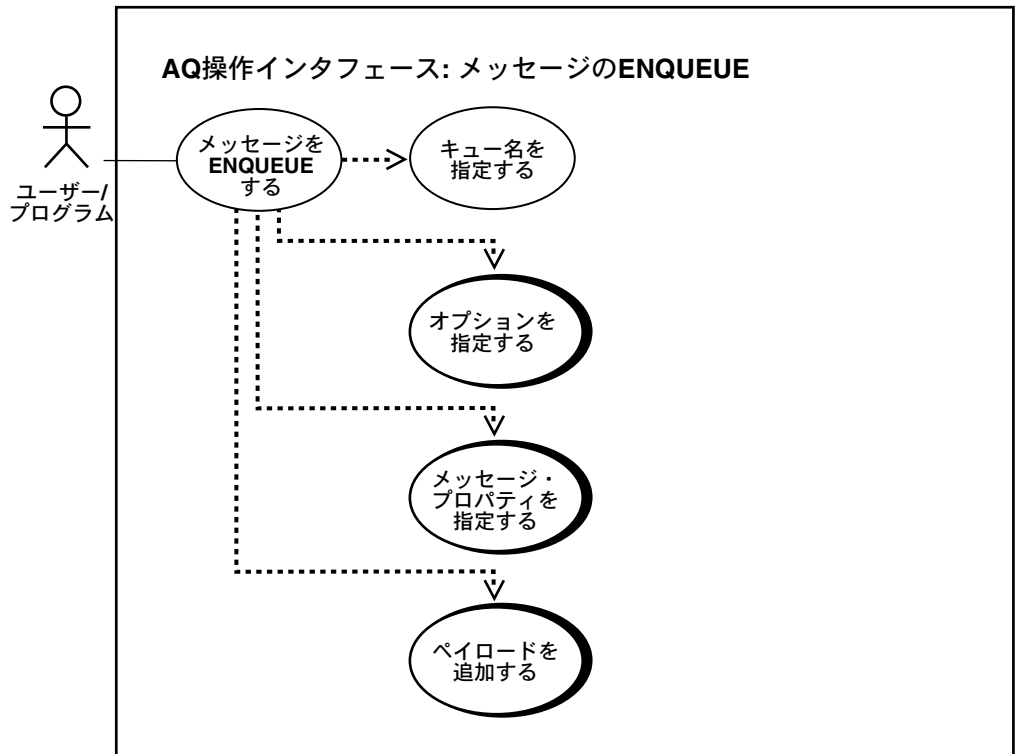 AQ操作インタフェース: メッセージのENQUEUE
ユーザー/
プログラム
メッセージを
ENQUEUE
する
キュー名を
指定する
オプションを
指定する
メッセージ・
プロパティを
指定する
ペイロードを
追加する